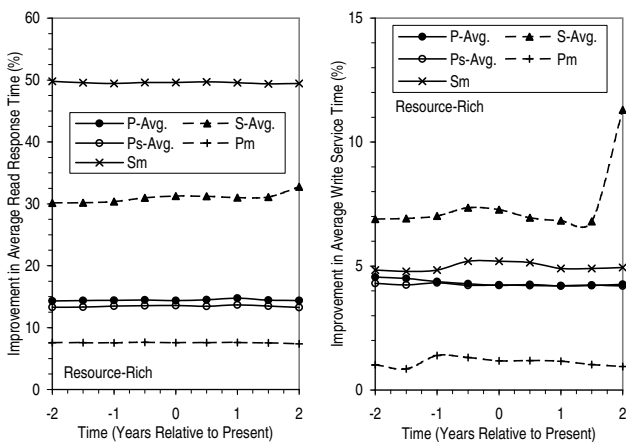 Improvement in Average Read Response Time (%)
60
50
40
30
20
10
0
P-Avg. S-Avg.
Ps-Avg. Pm
Sm
Resource-Rich
-2 -1 0 1 2
Time (Years Relative to Present)
Improvement in Average Write Service Time (%)
15
10
5
0
P-Avg. S-Avg.
Ps-Avg. Pm
Sm
Resource-Rich
-2 -1 0 1 2
Time (Years Relative to Present)